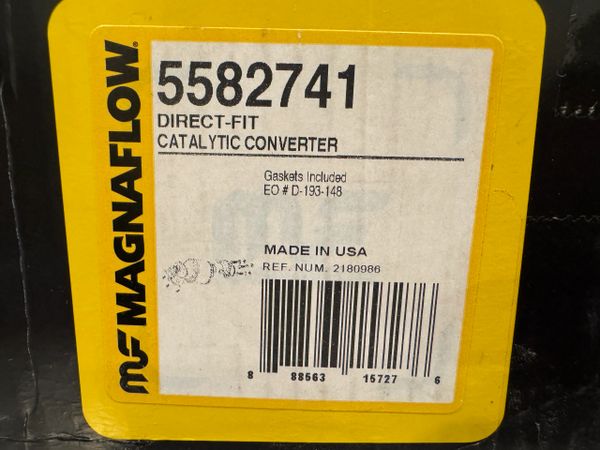 MF MAGNAFLOW
5582741
DIRECT-FIT
CATALYTIC CONVERTER
Gaskets Included
EO # D-193-148
MADE IN USA
REF. NUM. 2180986
8 88563 15727 6